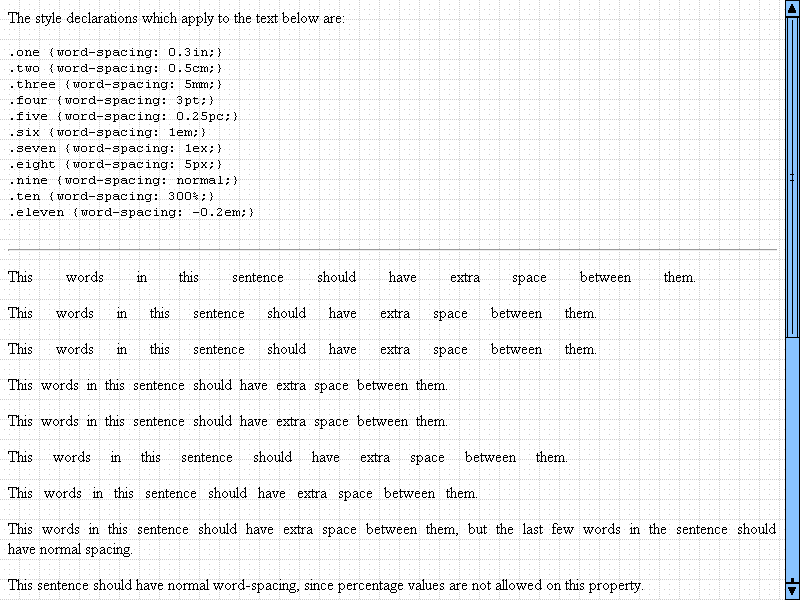 The style declarations which apply to the text below are:
.one {word-spacing: 0.3in;}
.two {word-spacing: 0.5cm;}
.three {word-spacing: 5mm;}
.four {word-spacing: 3pt;}
.five {word-spacing: 0.25pc;}
.six {word-spacing: 1em;}
.seven {word-spacing: 1ex;}
.eight {word-spacing: 5px;}
.nine {word-spacing: normal;}
.ten {word-spacing: 300%;}
.eleven {word-spacing: -0.2em;}
This words in this sentence should have extra space between them.
This words in this sentence should have extra space between them.
This words in this sentence should have extra space between them.
This words in this sentence should have extra space between them.
This words in this sentence should have extra space between them.
This words in this sentence should have extra space between them.
This words in this sentence should have extra space between them.
This words in this sentence should have extra space between them, but the last few words in the sentence should
have normal spacing.
This sentence should have normal word-spacing, since percentage values are not allowed on this property.